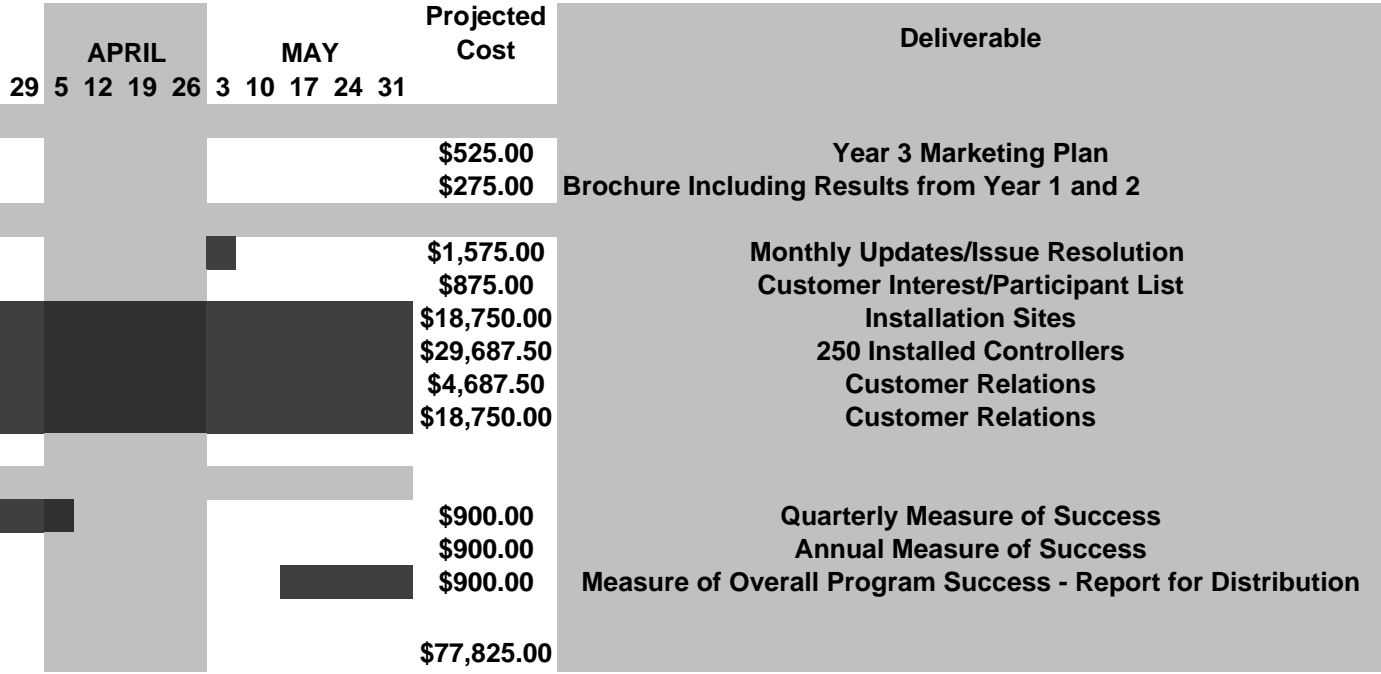 Projected
Cost
Deliverable
APRIL MAY
29 5 12 19 26 3 10 17 24 31
$525.00 Year 3 Marketing Plan
$275.00 Brochure Including Results from Year 1 and 2
$1,575.00 Monthly Updates/Issue Resolution
$875.00 Customer Interest/Participant List
$18,750.00 Installation Sites
$29,687.50 250 Installed Controllers
$4,687.50 Customer Relations
$18,750.00 Customer Relations
$900.00 Quarterly Measure of Success
$900.00 Annual Measure of Success
$900.00 Measure of Overall Program Success - Report for Distribution
$77,825.00